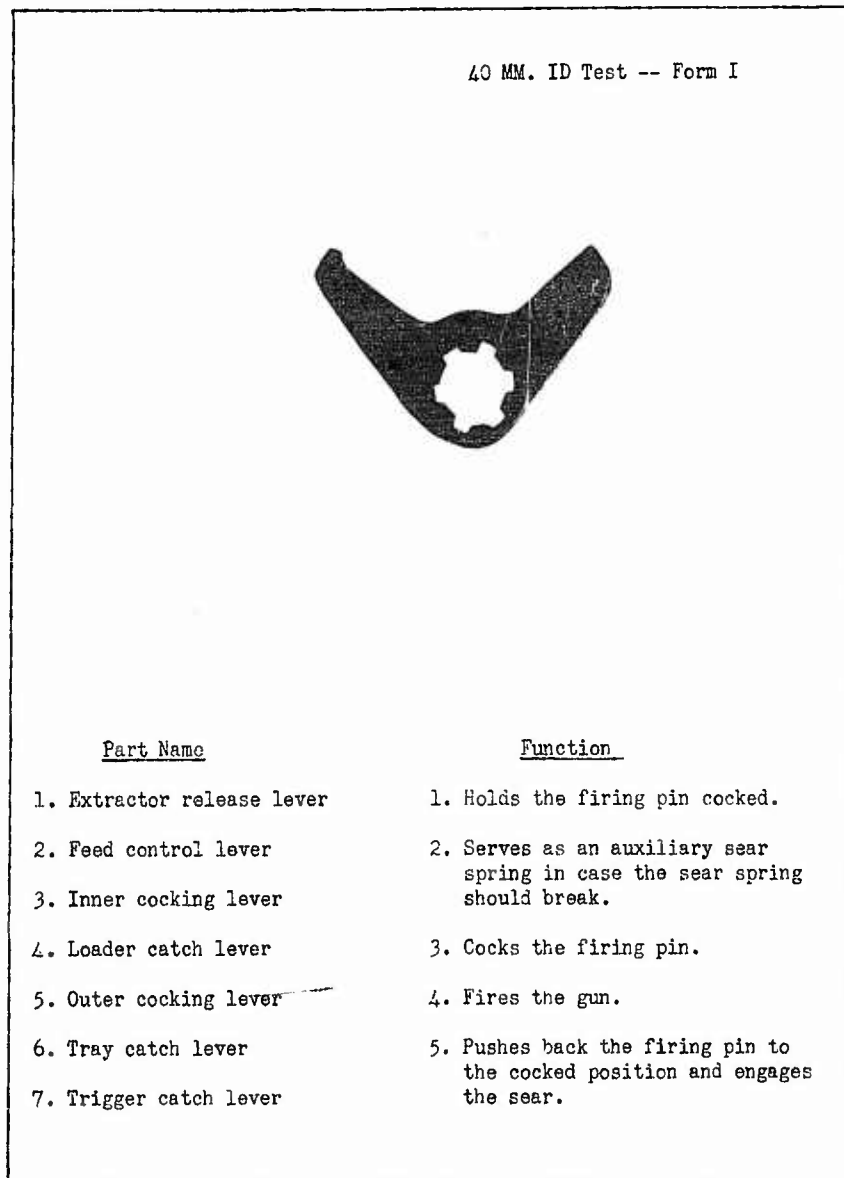 40 MM. ID Test -- Form I
Part Name
1. Extractor release lever
2. Feed control lever
3. Inner cocking lever
4. Loader catch lever
5. Outer cocking lever
6. Tray catch lever
7. Trigger catch lever
Function
1. Holds the firing pin cocked.
2. Serves as an auxiliary sear
spring in case the sear spring
should break.
3. Cocks the firing pin.
4. Fires the gun.
5. Pushes back the firing pin to
the cocked position and engages
the sear.